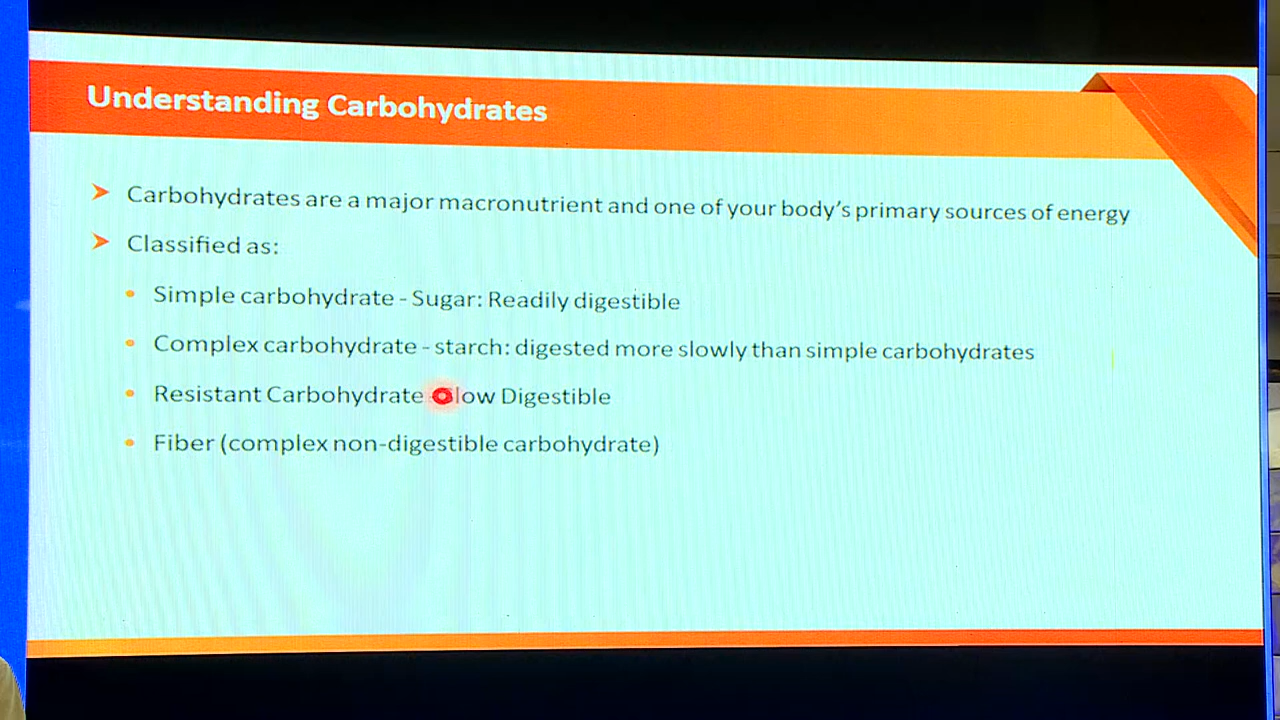 Understanding Carbohydrates
Carbohydrates are a major macronutrient and one of your body's primary sources of energy
Classified as:
Simple carbohydrate - Sugar: Readily digestible
Complex carbohydrate - starch: digested more slowly than simple carbohydrates
Resistant Carbohydrate Digestible
Fiber (complex non-digestible carbohydrate)